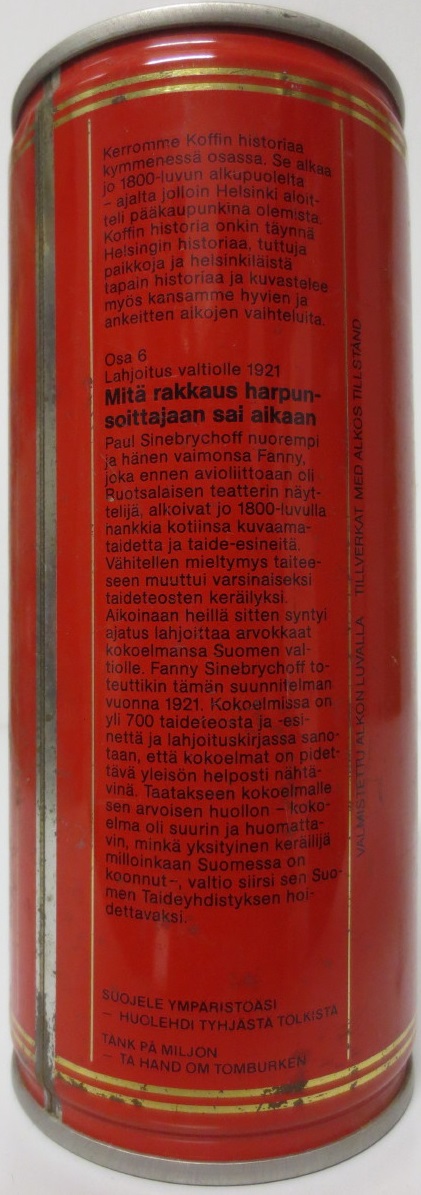 Kerromme Koffin historiaa
kymmenessä osassa. Se alkaa
jo 1800-luvun alkupuolelta
– ajalta jolloin Helsinki aloit-
teli pääkaupunkina olemista.
Koffin historia onkin täynnä
Helsingin historiaa, tuttuja
paikkoja ja helsinkiläistä
tapain historiaa ja kuvastelee
myös kansamme hyvien ja
ankeitten aikojen vaihteluita.
Osa 6
Lahjoitus valtiolle 1921
Mitä rakkaus harpun-
soittajaan sai aikaan
Paul Sinebrychoff nuorempi
ja hänen vaimonsa Fanny,
joka ennen avioliittoaan oli
Ruotsalaisen teatterin näyt-
telijä, alkoivat jo 1800-luvulla
hankkia kotiinsa kuvaama-
taidetta ja taide-esineitä.
Vähitellen mieltymys taitee-
seen muuttui varsinaiseksi
taideteosten keräilyksi.
Aikoinaan heillä sitten syntyi
ajatus lahjoittaa arvokkaat
kokoelmansa Suomen val-
tiolle. Fanny Sinebrychoff to-
teuttikin tämän suunnitelman
vuonna 1921. Kokoelmissa on
yli 700 taideteosta ja -esi-
nettä ja lahjoituskirjassa sano-
taan, että kokoelmat on pidet-
tävä yleisön helposti nähtä-
vinä. Taatakseen kokoelmalle
sen arvoisen huollon – koko-
elma oli suurin ja huomatta-
vin, minkä yksityinen keräilijä
milloinkaan Suomessa on
koonnut –, valtio siirsi sen Suo-
men Taideyhdistyksen hoi-
dettavaksi.
SUOJELE YMPÄRISTÖÄSI
– HUOLEHDI TYHJÄSTÄ TÖLKISTÄ
TÄNK PÅ MILJÖN
– TA HAND OM TOMBURKEN
VALMISTETTU ALKON LUVALLA TILLVERKAT MED ALKOS TILLSTÅND